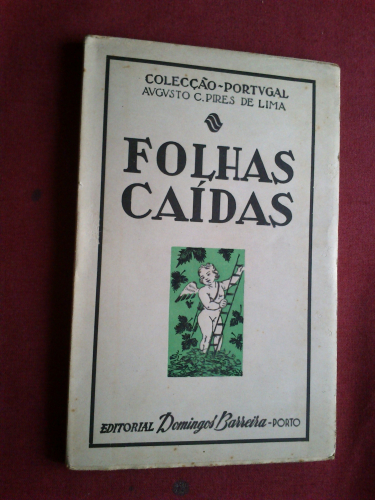 COLECÇÃO-PORTVGAL
AVGVSTO C. PIRES DE LIMA
FOLHAS
CAÍDAS
EDITORIAL Domingos Barreira-PORTO